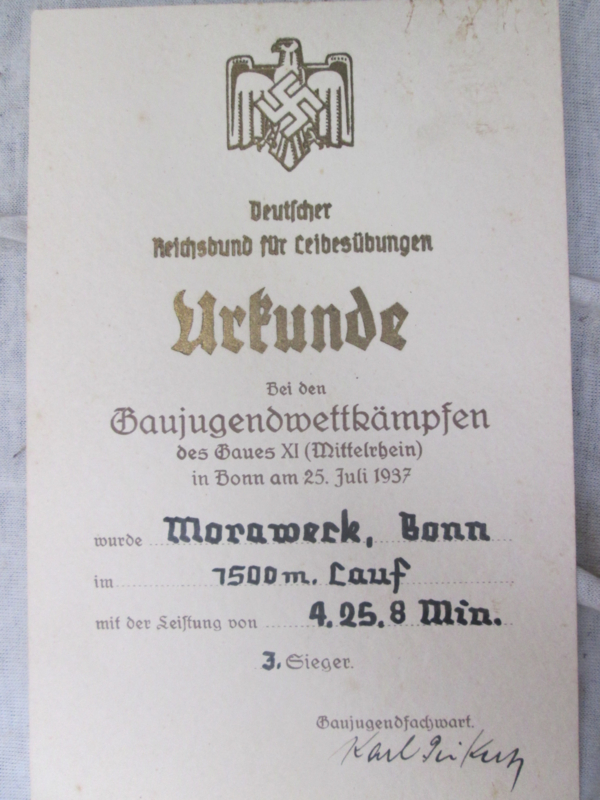 Deutscher
Reichsbund für Leibesübungen
Urkunde
Bei den
Gaujugendwettkämpfen
des Gaues XI (Mittelrhein)
in Bonn am 25. Juli 1937
wurde Moraweck, Bonn
im 1500 m. Lauf
mit der Leistung von 4. 25. 8 Min.
3. Sieger.
Gaujugendfachwart.
Karl